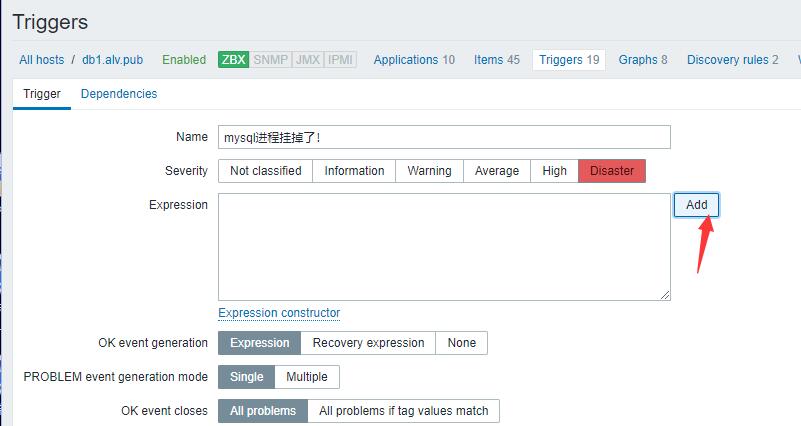 Triggers
All hosts / db1.alv.pub Enabled ZBX SNMP JMX IPMI Applications 10 Items 45 Triggers 19 Graphs 8 Discovery rules 2
Trigger Dependencies
Name mysql进程挂掉了!
Severity Not classified Information Warning Average High Disaster
Expression Add
Expression constructor
OK event generation Expression Recovery expression None
PROBLEM event generation mode Single Multiple
OK event closes All problems All problems if tag values match